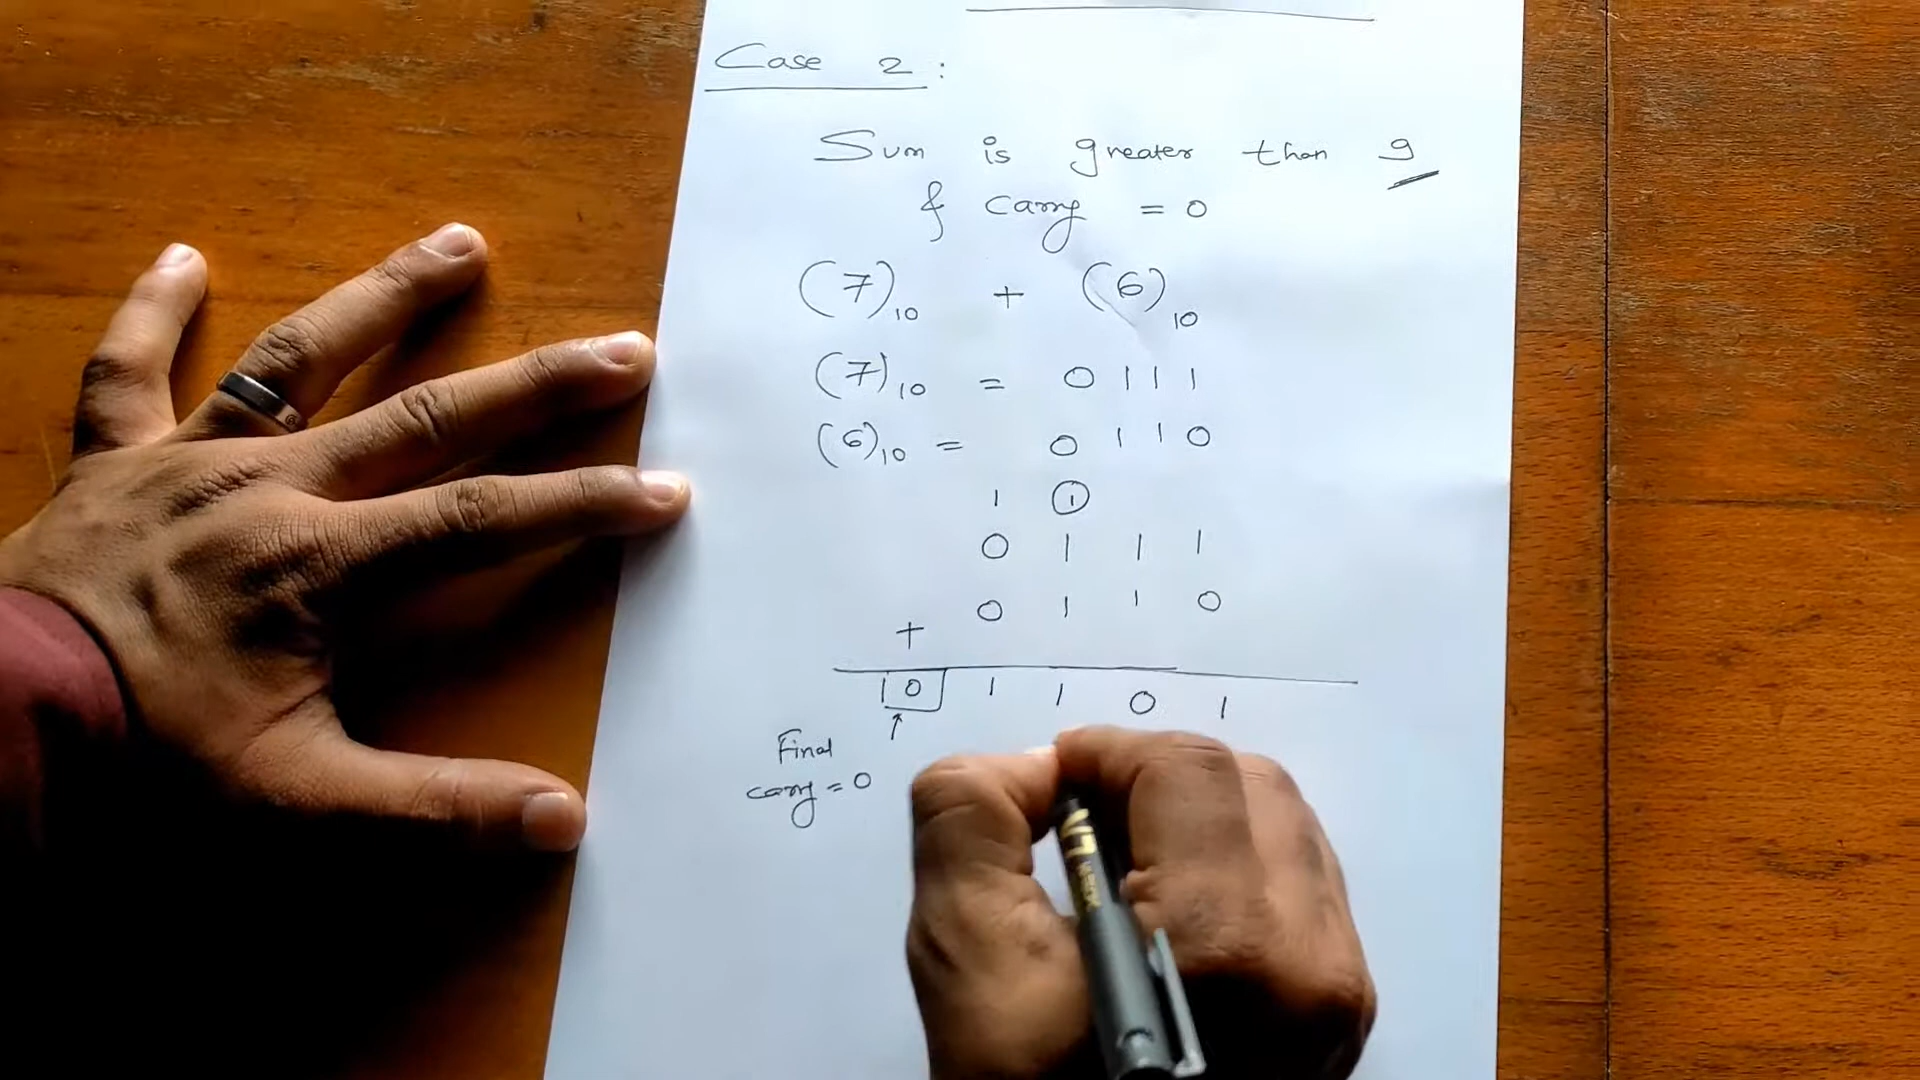 Case 2:
Sum is greater than 9
& carry = 0
(7)10 + (6)10
(7)10 = 0 1 1 1
(6)10 = 0 1 1 0
1 1
0 1 1 1
+ 0 1 1 0
0 1 1 0 1
Final
carry = 0
V7